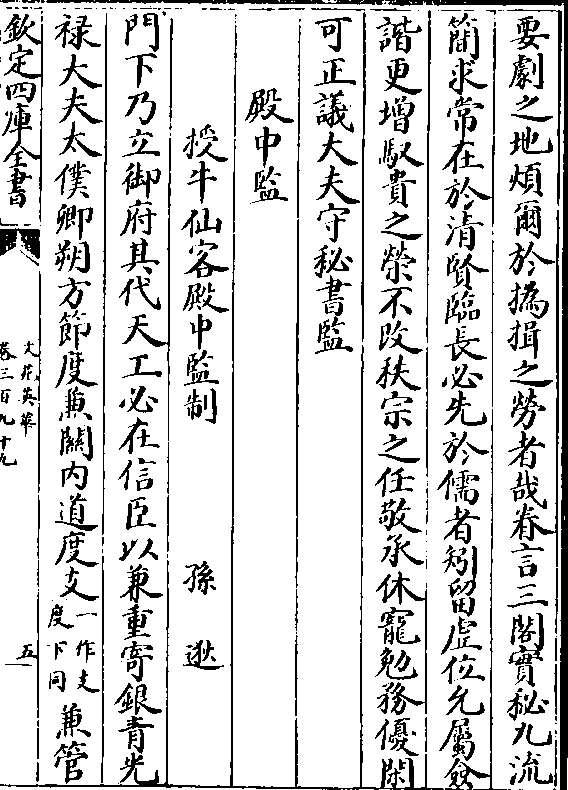 要劇之地煩爾於撝揖之勞者哉眷言三閣實秘九流
簡求常在於清賢臨長必先於儒者矧留虚位允屬僉
諧更增馭貴之榮不改秩宗之任敬承休寵勉務優閑
可正議大夫守秘書監
殿中監
授牛仙客殿中監制 孫逖
門下乃立御府其代天工必在信臣以兼重寄銀青光
禄大夫太僕卿朔方節度兼關内道度支一作支度下同兼管
欽定四庫全書
文苑英華
卷三百九十九
五